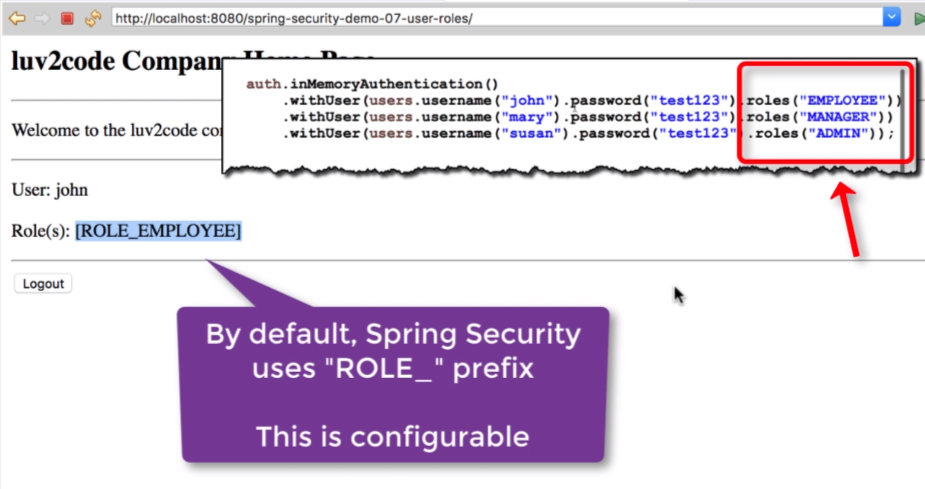 http://localhost:8080/spring-security-demo-07-user-roles/
luv2code Company Home Page
auth.inMemoryAuthentication()
.withUser(users.username("john").password("test123").roles("EMPLOYEE"))
.withUser(users.username("mary").password("test123").roles("MANAGER"))
.withUser(users.username("susan").password("test123").roles("ADMIN"));
Welcome to the luv2code co
User: john
Role(s): [ROLE_EMPLOYEE]
Logout
By default, Spring Security
uses "ROLE_" prefix
This is configurable